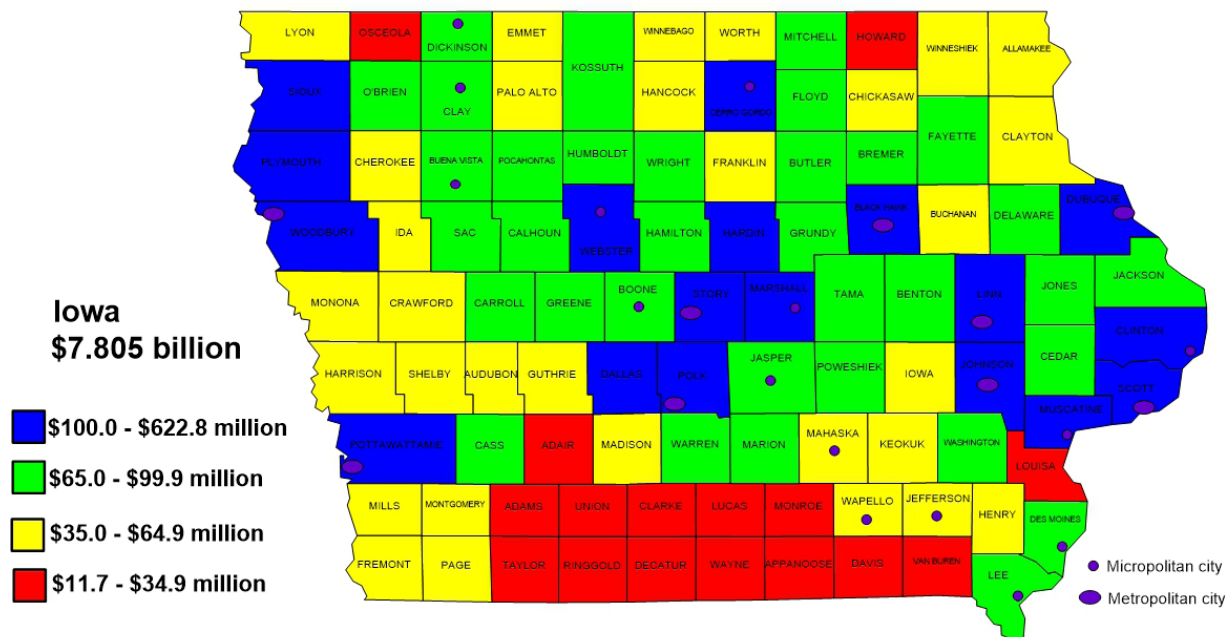 LYON
OSCEOLA
DICKINSON
EMMET
WINNEBAGO
WORTH
MITCHELL
HOWARD
WINNESHIEK
ALLAMAKEE
KOSSUTH
SIOUX
O'BRIEN
CLAY
PALO ALTO
HANCOCK
CERRO GORDO
FLOYD
CHICKASAW
FAYETTE
CLAYTON
PLYMOUTH
CHEROKEE
BUENA VISTA
POCAHONTAS
HUMBOLDT
WRIGHT
FRANKLIN
BUTLER
BREMER
WOODBURY
IDA
SAC
CALHOUN
WEBSTER
HAMILTON
HARDIN
GRUNDY
BLACK HAWK
BUCHANAN
DELAWARE
DUBUQUE
MONONA
CRAWFORD
CARROLL
GREENE
BOONE
STORY
MARSHALL
TAMA
BENTON
LINN
JONES
JACKSON
CLINTON
CEDAR
HARRISON
SHELBY
AUDUBON
GUTHRIE
DALLAS
POLK
JASPER
POWESHIEK
IOWA
JOHNSON
SCOTT
MUSCATINE
POTTAWATTAMIE
CASS
ADAIR
MADISON
WARREN
MARION
MAHASKA
KEOKUK
WASHINGTON
LOUISA
MILLS
MONTGOMERY
ADAMS
UNION
CLARKE
LUCAS
MONROE
WAPELLO
JEFFERSON
HENRY
DES MOINES
FREMONT
PAGE
TAYLOR
RINGGOLD
DECATUR
WAYNE
APPANOOSE
DAVIS
VAN BUREN
LEE
Iowa
$7.805 billion
$100.0 - $622.8 million
$65.0 - $99.9 million
$35.0 - $64.9 million
$11.7 - $34.9 million
Micropolitan city
Metropolitan city